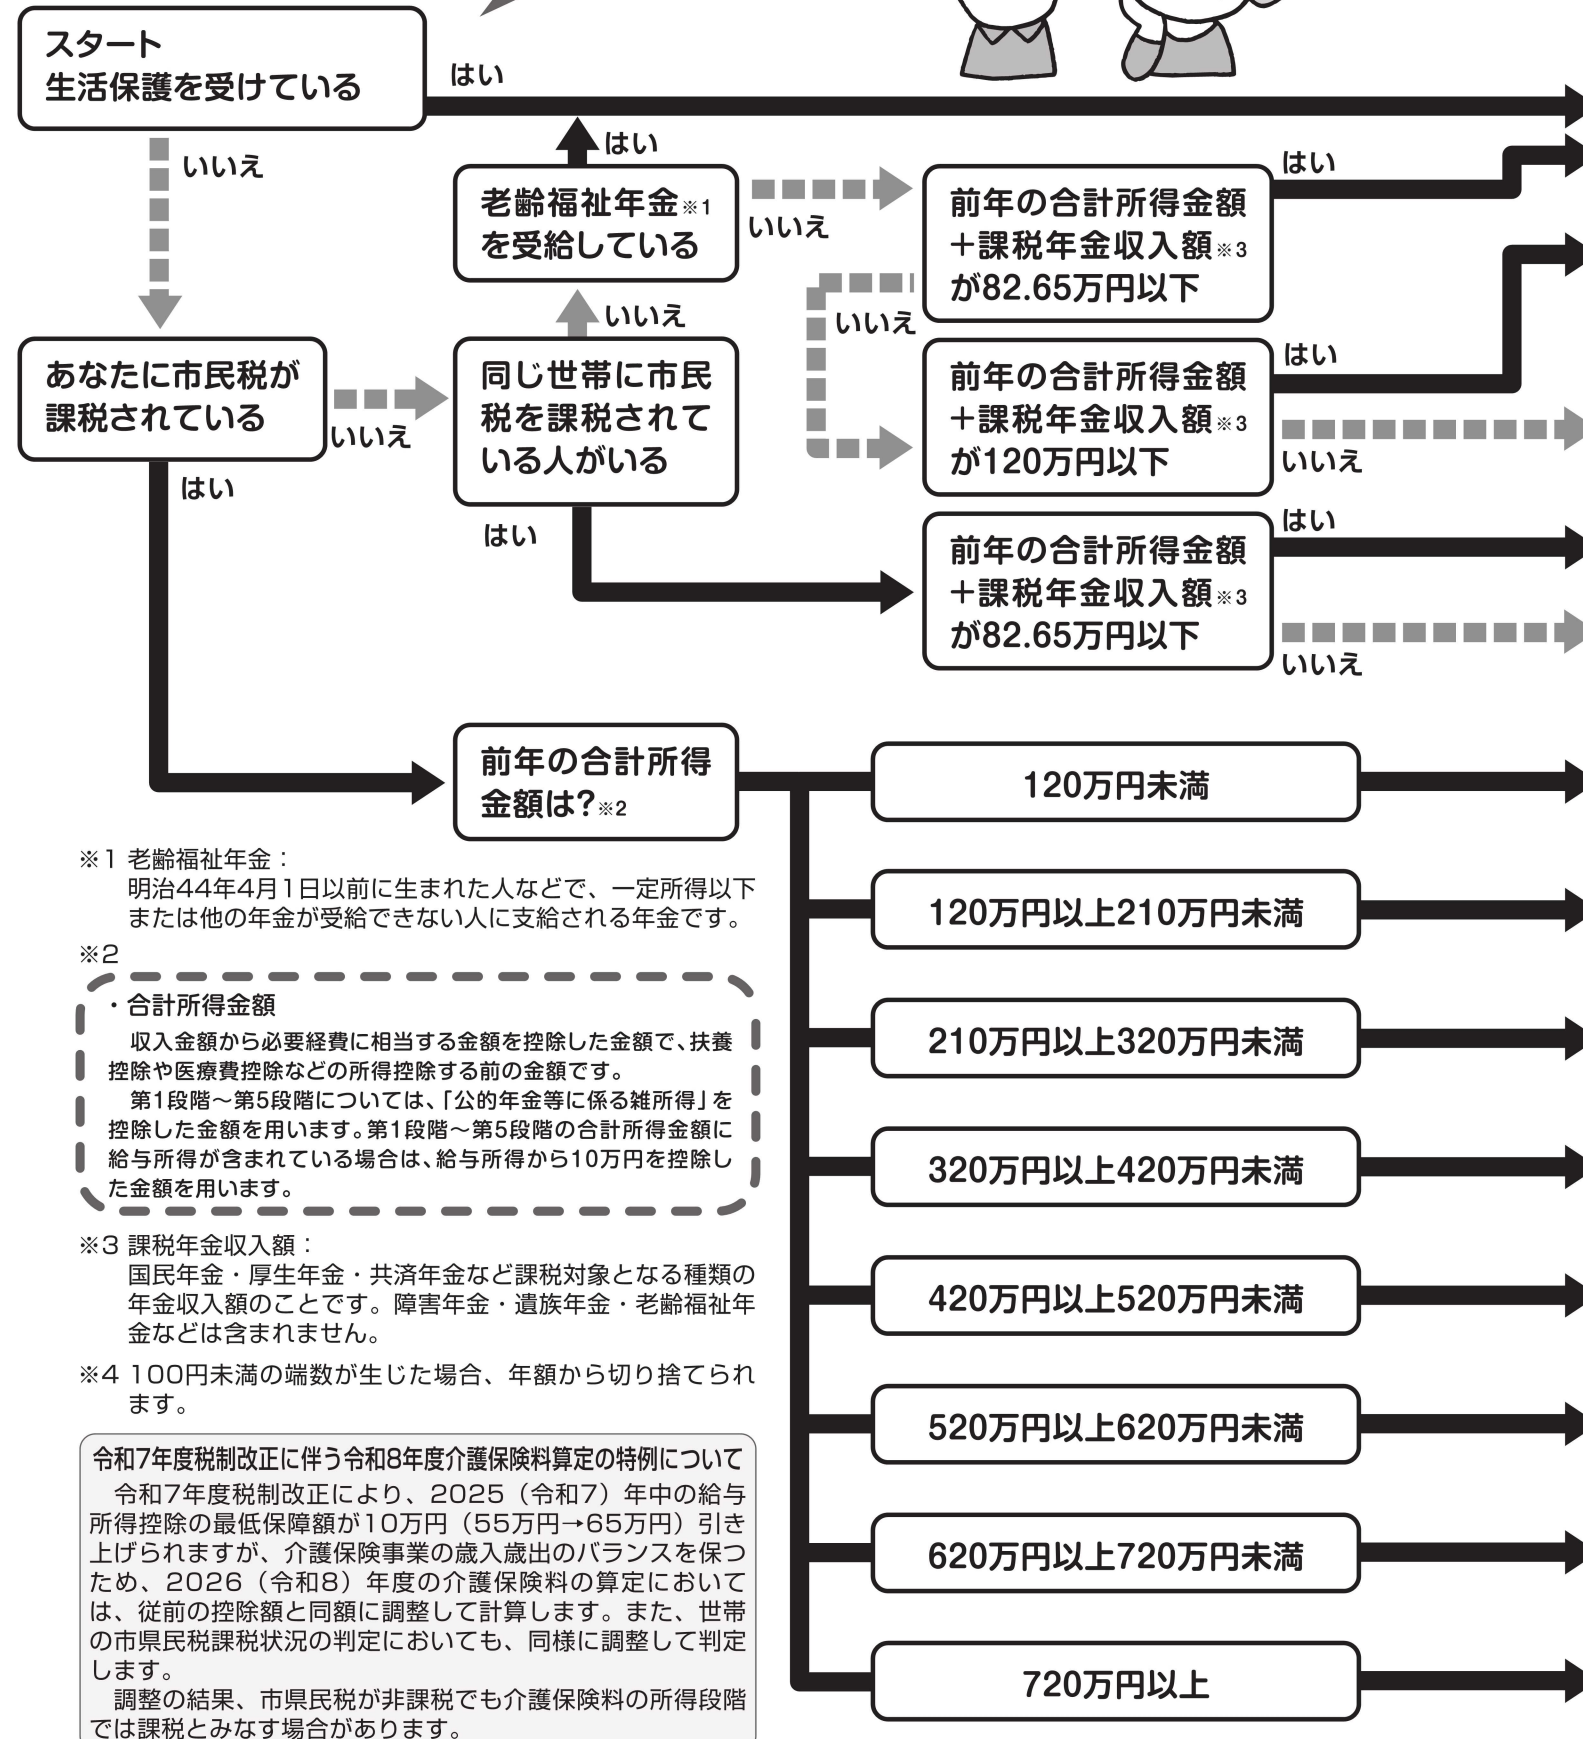 スタート
生活保護を受けている
はい
いいえ
はい
老齢福祉年金※1
を受給している
いいえ
前年の合計所得金額
＋課税年金収入額※3
が82.65万円以下
はい
いいえ
いいえ
あなたに市民税が
課税されている
いいえ
はい
同じ世帯に市民
税を課税されて
いる人がいる
はい
前年の合計所得金額
＋課税年金収入額※3
が120万円以下
はい
いいえ
前年の合計所得金額
＋課税年金収入額※3
が82.65万円以下
はい
いいえ
前年の合計所得
金額は?※2
120万円未満
120万円以上210万円未満
210万円以上320万円未満
320万円以上420万円未満
420万円以上520万円未満
520万円以上620万円未満
620万円以上720万円未満
720万円以上
※1 老齢福祉年金：
明治44年4月1日以前に生まれた人などで、一定所得以下
または他の年金が受給できない人に支給される年金です。
※2
・合計所得金額
収入金額から必要経費に相当する金額を控除した金額で、扶養
控除や医療費控除などの所得控除する前の金額です。
第1段階～第5段階については、「公的年金等に係る雑所得」を
控除した金額を用います。第1段階～第5段階の合計所得金額に
給与所得が含まれている場合は、給与所得から10万円を控除し
た金額を用います。
※3 課税年金収入額：
国民年金・厚生年金・共済年金など課税対象となる種類の
年金収入額のことです。障害年金・遺族年金・老齢福祉年
金などは含まれません。
※4 100円未満の端数が生じた場合、年額から切り捨てられ
ます。
令和7年度税制改正に伴う令和8年度介護保険料算定の特例について
令和7年度税制改正により、2025（令和7）年中の給与
所得控除の最低保障額が10万円（55万円→65万円）引き
上げられますが、介護保険事業の歳入歳出のバランスを保つ
ため、2026（令和8）年度の介護保険料の算定において
は、従前の控除額と同額に調整して計算します。また、世帯
の市県民税課税状況の判定においても、同様に調整して判定
します。
調整の結果、市県民税が非課税でも介護保険料の所得段階
では課税とみなす場合があります。